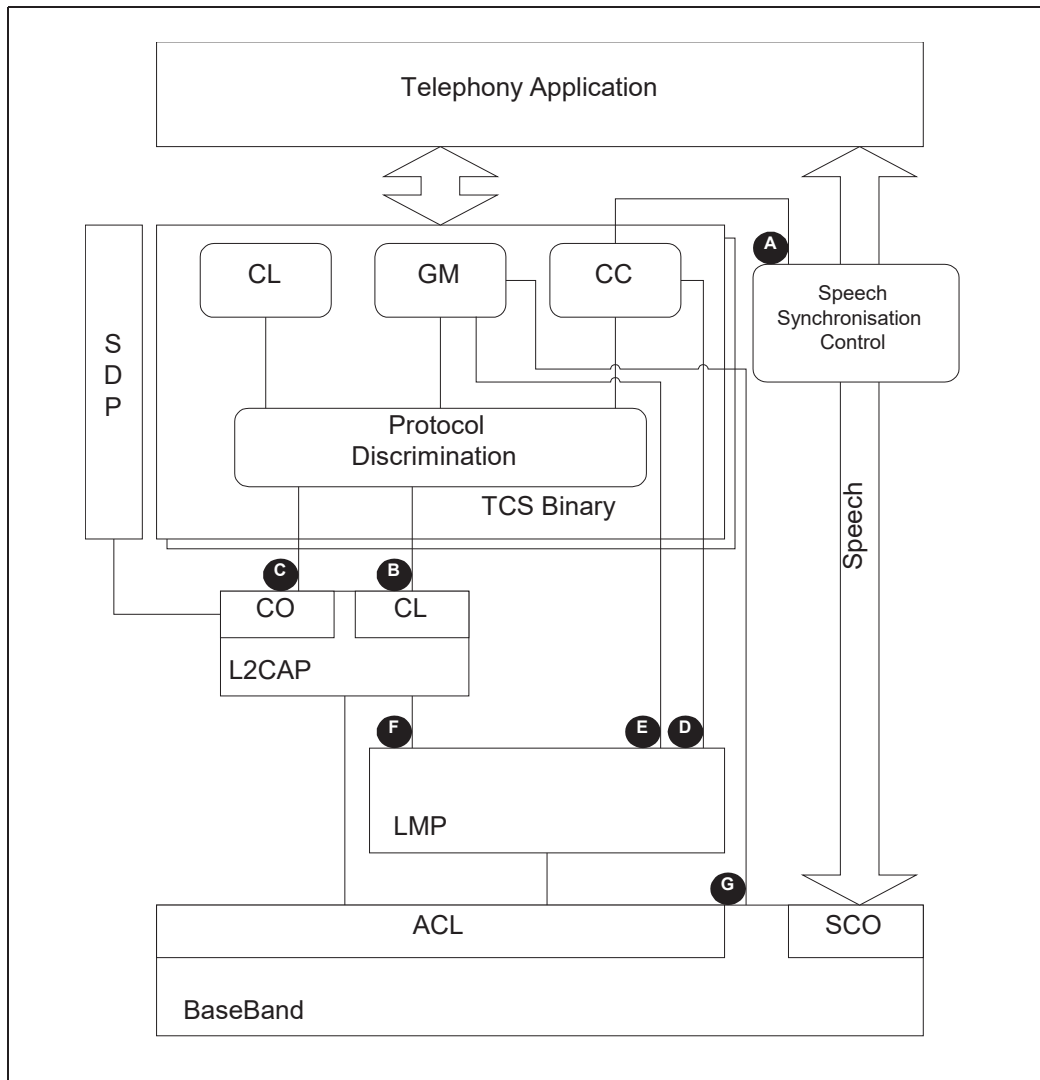 Telephony Application
A
CL
GM
CC
Speech
Synchronisation
Control
S
D
P
Protocol
Discrimination
TCS Binary
Speech
C
B
CO
CL
L2CAP
F
E
D
LMP
G
ACL
SCO
BaseBand